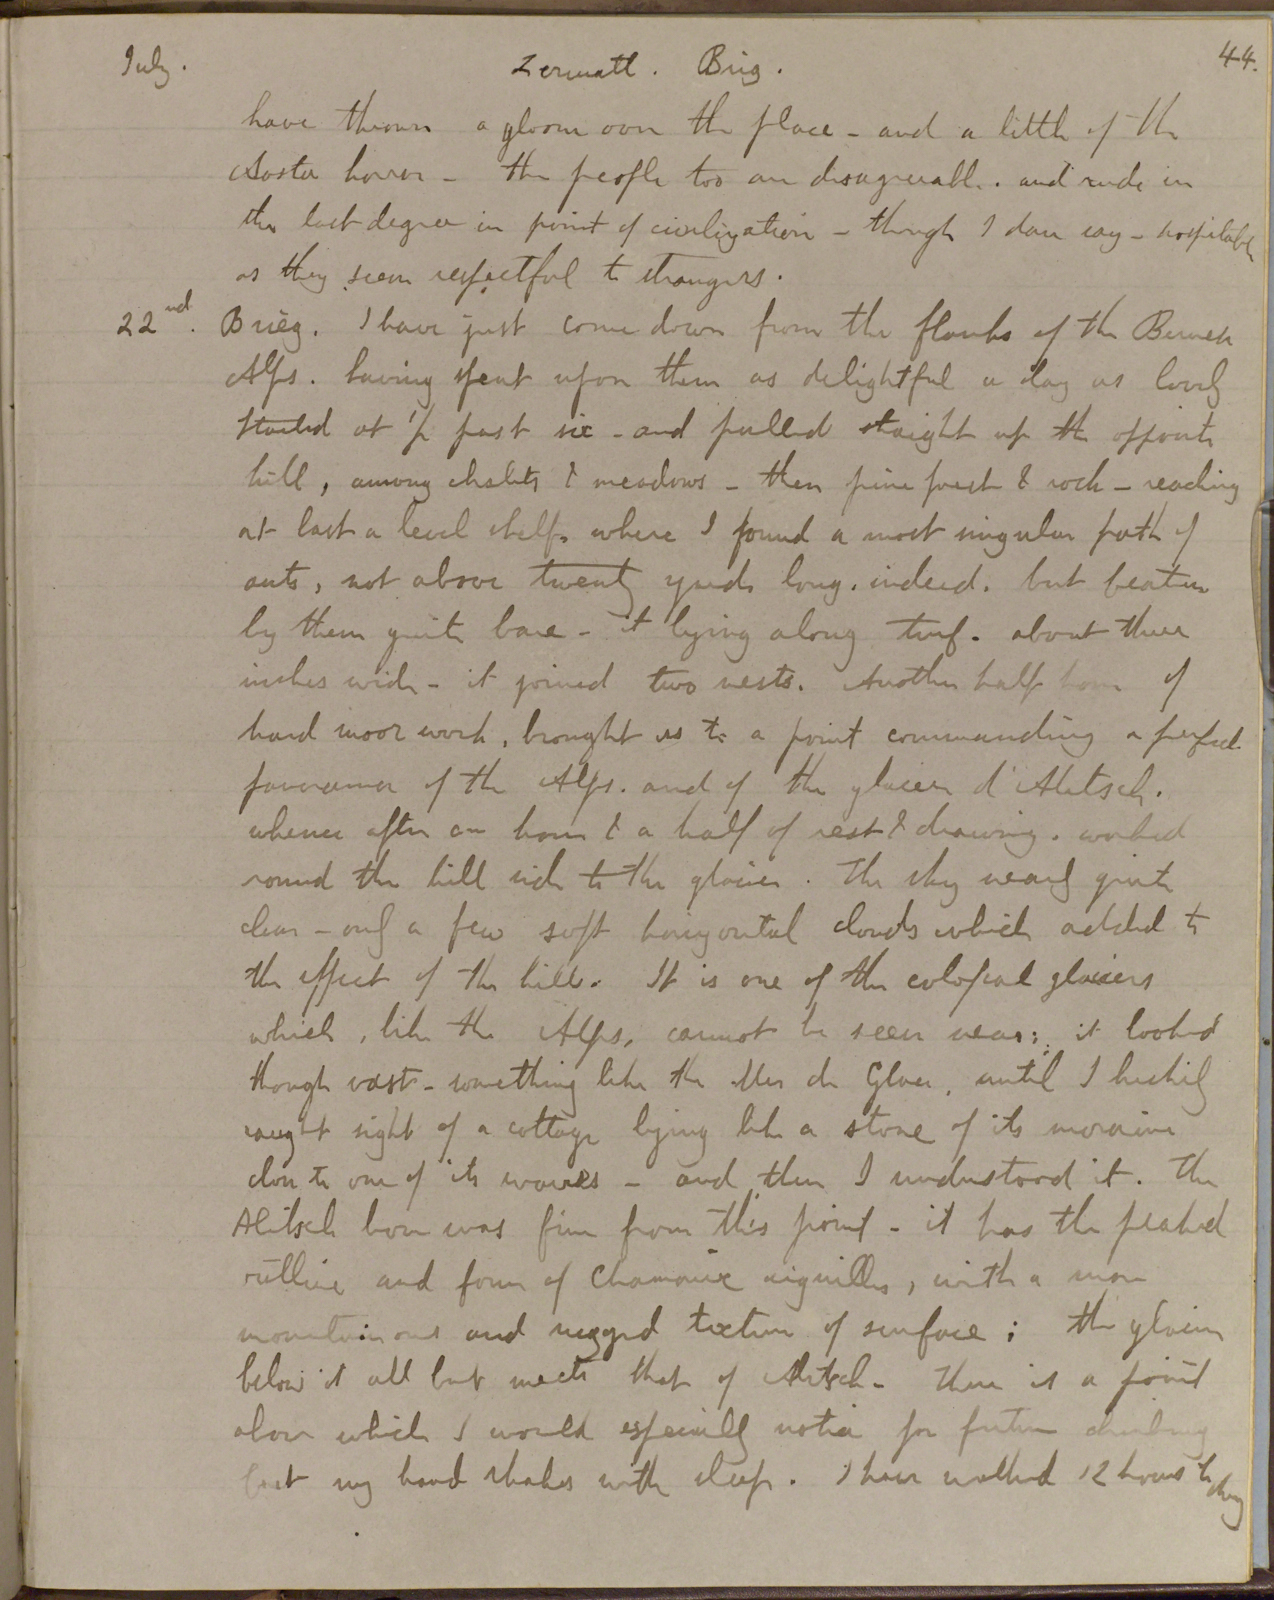 July. Zermatt. Brig. 44.
have thrown a gloom over the place - and a little of the
Aosta horror - the people too are disagreeable. and rude in
the last degree in point of civilization - though I dare say - hospitable
as they seem respectful to strangers.
22nd. Brieg. I have just come down from the flanks of the Bernese
Alps. having spent upon them as delightful a day as lovely
started at 1/2 past six - and pulled straight up the opposite
hill, among chalets & meadows - then pine forest & rock - reaching
at last a level shelf. where I found a most singular path of
ants, not above twenty yards long. indeed. but beaten
by them quite bare - it lying along turf. about three
inches wide - it joined two nests. Another half hour of
hard moor work, brought us to a point commanding a perfect
panorama of the Alps. and of the glacier d'Aletsch.
whence after an hour & a half of rest & drawing. worked
round the hill side to the glacier. The sky nearly quite
clear - only a few soft horizontal clouds which added to
the effect of the hills. It is one of the colossal glaciers
which, like the Alps, cannot be seen near: it looked
though vast - something like the Mer de Glace, until I luckily
caught sight of a cottage lying like a stone of its moraine
close to one of its waves - and then I understood it. The
Aletsch horn was fine from this point - it has the peaked
outline and form of Chamouix aiguilles, with a more
mountainous and rugged texture of surface; the glacier
below it all but meets that of Aletsch - there is a point
above which I would especially notice for future climbing
but my hand shakes with sleep. I have walked 12 hours to day